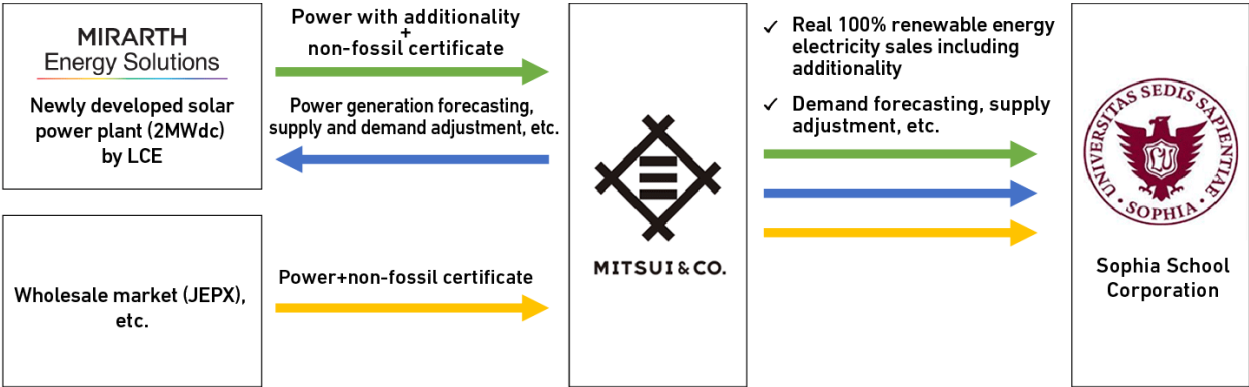 MIRARTH
Energy Solutions
Newly developed solar
power plant (2MWdc)
by LCE
Power with additionality
+
non-fossil certificate
Power generation forecasting,
supply and demand adjustment, etc.
Wholesale market (JEPX),
etc.
Power+non-fossil certificate
MITSUI & CO.
✓ Real 100% renewable energy
electricity sales including
additionality
✓ Demand forecasting, supply
adjustment, etc.
UNIVERSITAS SEDIS SAPIENTIAE
SOPHIA
LU
Sophia School
Corporation